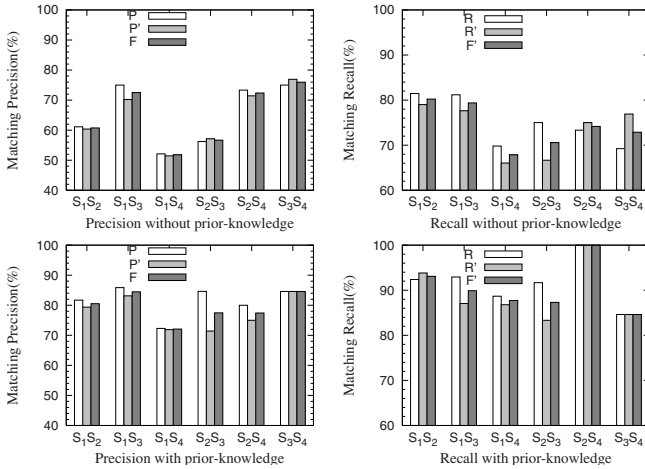 Matching Precision(%)
100
90
80
70
60
50
40
P
P'
F
S1S2 S1S3 S1S4 S2S3 S2S4 S3S4
Precision without prior-knowledge
Matching Recall(%)
100
90
80
70
60
R
R'
F'
S1S2 S1S3 S1S4 S2S3 S2S4 S3S4
Recall without prior-knowledge
Matching Precision(%)
100
90
80
70
60
50
40
P
P'
F
S1S2 S1S3 S1S4 S2S3 S2S4 S3S4
Precision with prior-knowledge
Matching Recall(%)
100
90
80
70
60
R
R'
F'
S1S2 S1S3 S1S4 S2S3 S2S4 S3S4
Recall with prior-knowledge